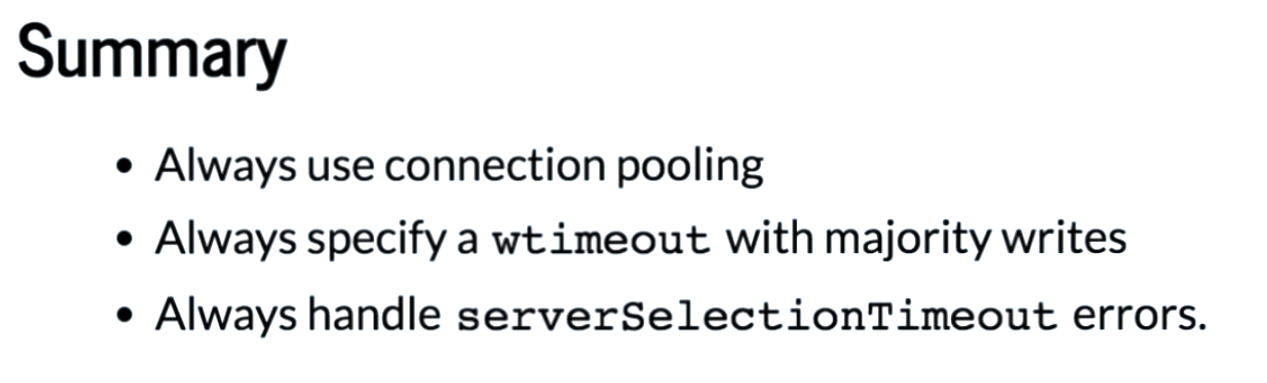 Summary
• Always use connection pooling
• Always specify a wtimeout with majority writes
• Always handle serverSelectionTimeout errors.